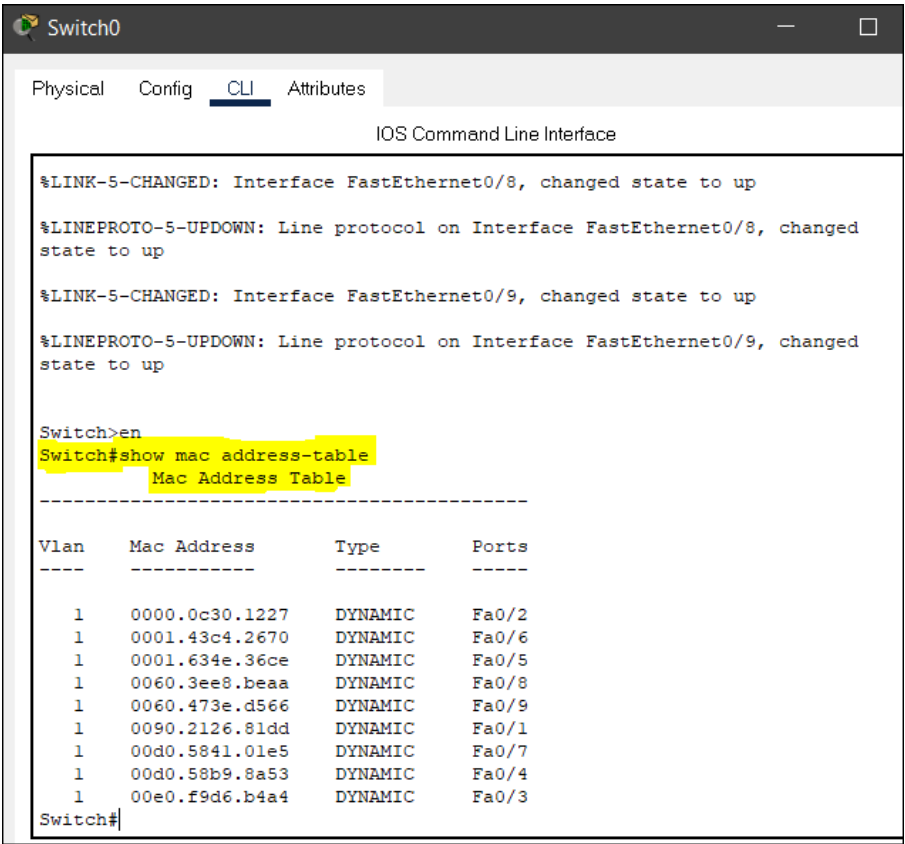 Switch0
Physical Config CLI Attributes
IOS Command Line Interface
%LINK-5-CHANGED: Interface FastEthernet0/8, changed state to up
%LINEPROTO-5-UPDOWN: Line protocol on Interface FastEthernet0/8, changed
state to up
%LINK-5-CHANGED: Interface FastEthernet0/9, changed state to up
%LINEPROTO-5-UPDOWN: Line protocol on Interface FastEthernet0/9, changed
state to up
Switch>en
Switch#show mac address-table
Mac Address Table
-------------------------------------------
Vlan Mac Address Type Ports
---- ----------- -------- -----
1 0000.0c30.1227 DYNAMIC Fa0/2
1 0001.43c4.2670 DYNAMIC Fa0/6
1 0001.634e.36ce DYNAMIC Fa0/5
1 0060.3ee8.beaa DYNAMIC Fa0/8
1 0060.473e.d566 DYNAMIC Fa0/9
1 0090.2126.81dd DYNAMIC Fa0/1
1 00d0.5841.01e5 DYNAMIC Fa0/7
1 00d0.58b9.8a53 DYNAMIC Fa0/4
1 00e0.f9d6.b4a4 DYNAMIC Fa0/3
Switch#